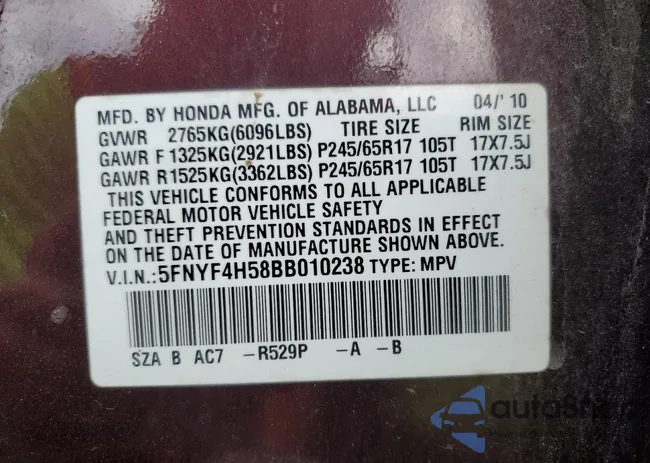 MFD. BY HONDA MFG. OF ALABAMA, LLC 04/'10
GVWR 2765KG(6096LBS) TIRE SIZE RIM SIZE
GAWR F 1325KG(2921LBS) P245/65R17 105T 17X7.5J
GAWR R 1525KG(3362LBS) P245/65R17 105T 17X7.5J
THIS VEHICLE CONFORMS TO ALL APPLICABLE
FEDERAL MOTOR VEHICLE SAFETY
AND THEFT PREVENTION STANDARDS IN EFFECT
ON THE DATE OF MANUFACTURE SHOWN ABOVE.
V.I.N.:5FNYF4H58BB010238 TYPE: MPV
SZA B AC7 -R529P -A -B